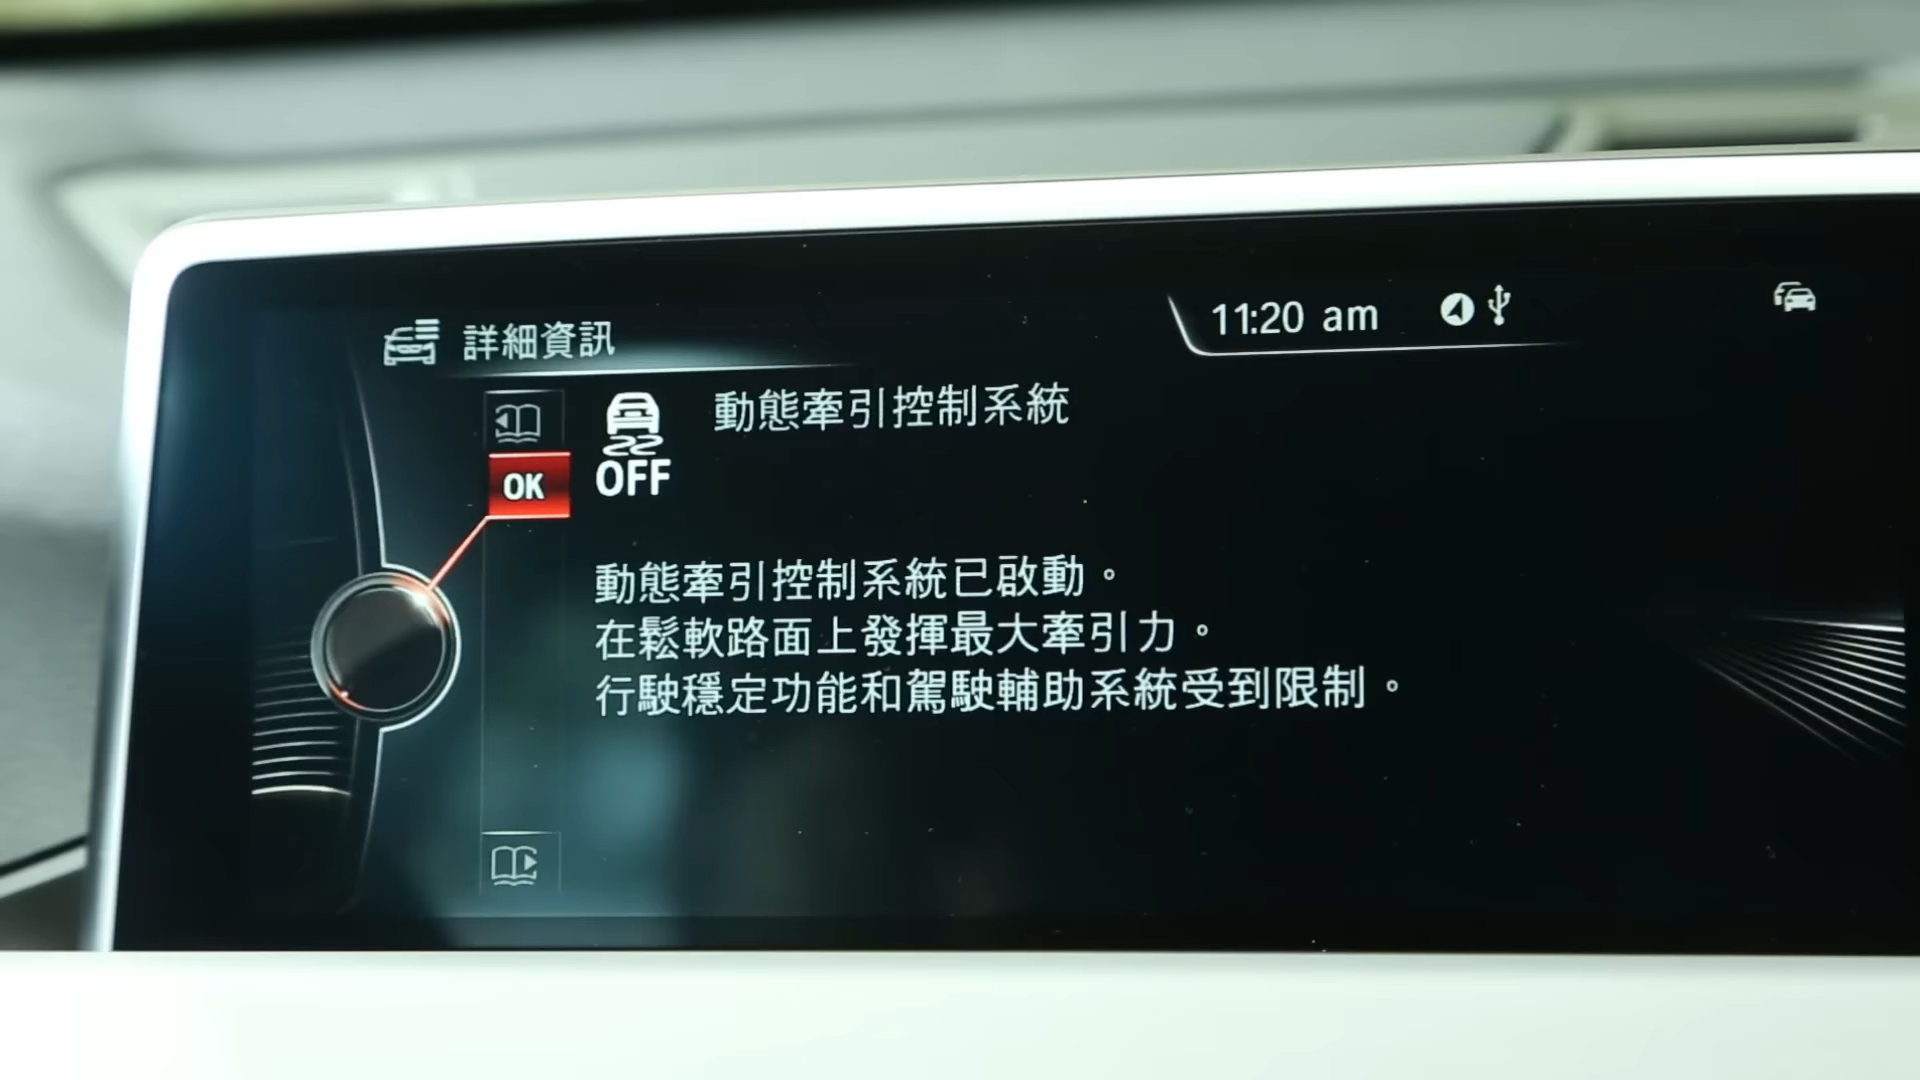 詳細資訊
11:20 am
動態牽引控制系統
OK
OFF
動態牽引控制系統已啟動。
在鬆軟路面上發揮最大牽引力。
行駛穩定功能和駕駛輔助系統受到限制。